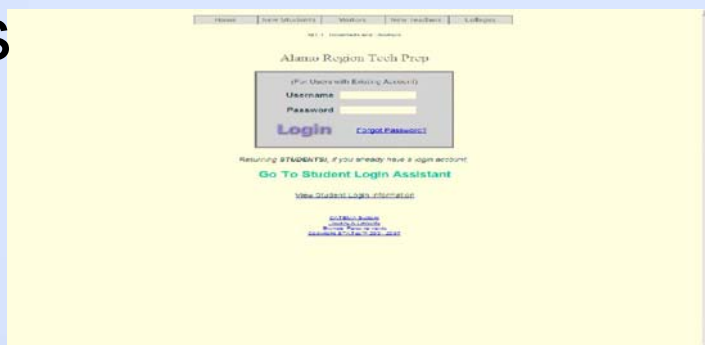 s
Home New Students Visitors New Teachers Colleges
Alamo Region Tech Prep
(For Users with Existing Account)
Username
Password
Login Forgot Password?
Returning STUDENTS!, if you already have a login account
Go To Student Login Assistant
View Student Login Information